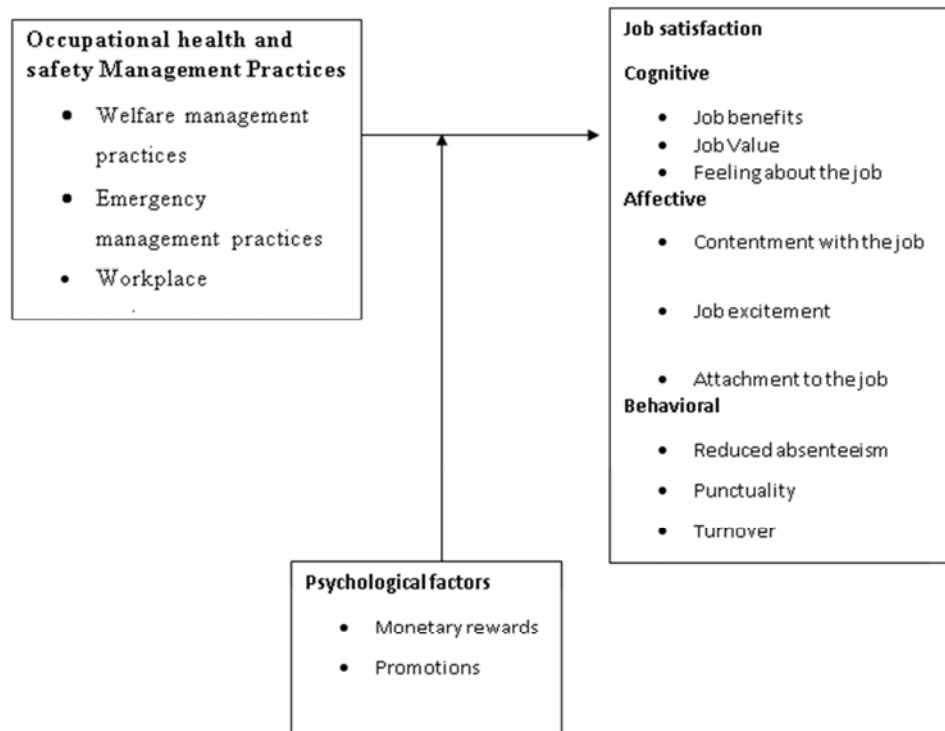 Occupational health and
safety Management Practices
• Welfare management
practices
• Emergency
management practices
• Workplace
Job satisfaction
Cognitive
• Job benefits
• Job Value
• Feeling about the job
Affective
• Contentment with the job
• Job excitement
• Attachment to the job
Behavioral
• Reduced absenteeism
• Punctuality
• Turnover
Psychological factors
• Monetary rewards
• Promotions